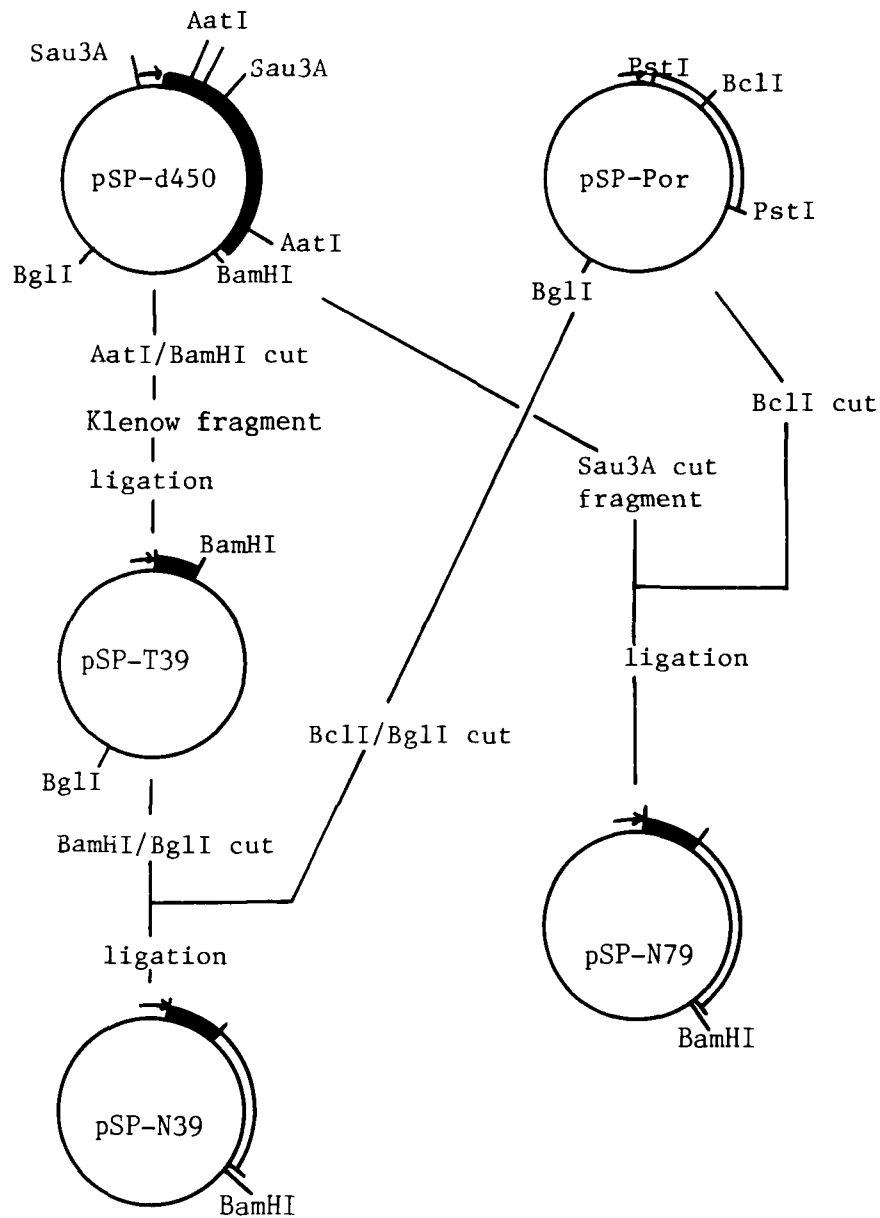 AatI
Sau3A
Sau3A
pSP-d450
AatI
BglI
BamHI
PstI
BclI
pSP-Por
PstI
BglI
AatI/BamHI cut
Klenow fragment
ligation
BclI cut
Sau3A cut
fragment
BamHI
pSP-T39
BglI
ligation
BclI/BglI cut
BamHI/BglI cut
ligation
pSP-N79
BamHI
pSP-N39
BamHI